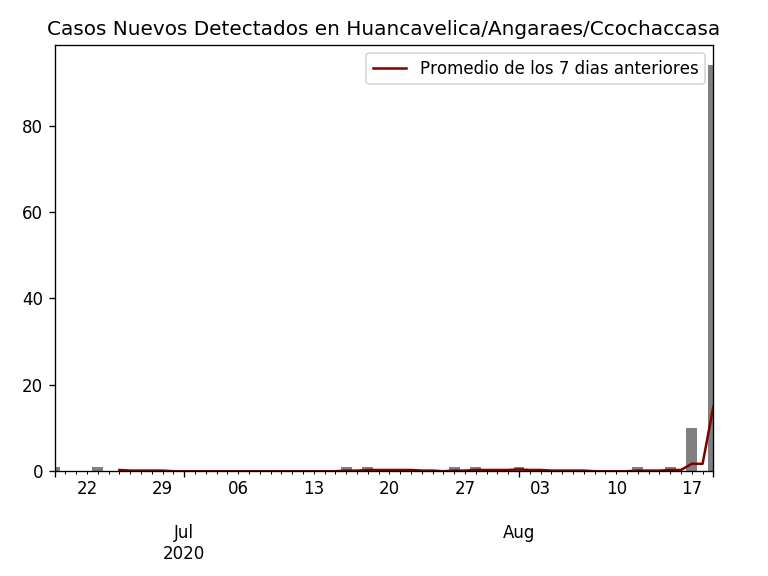 Casos Nuevos Detectados en Huancavelica/Angaraes/Ccochaccasa
Promedio de los 7 dias anteriores
80
60
40
20
0
22 29 06 13 20 27 03 10 17
Jul Aug
2020